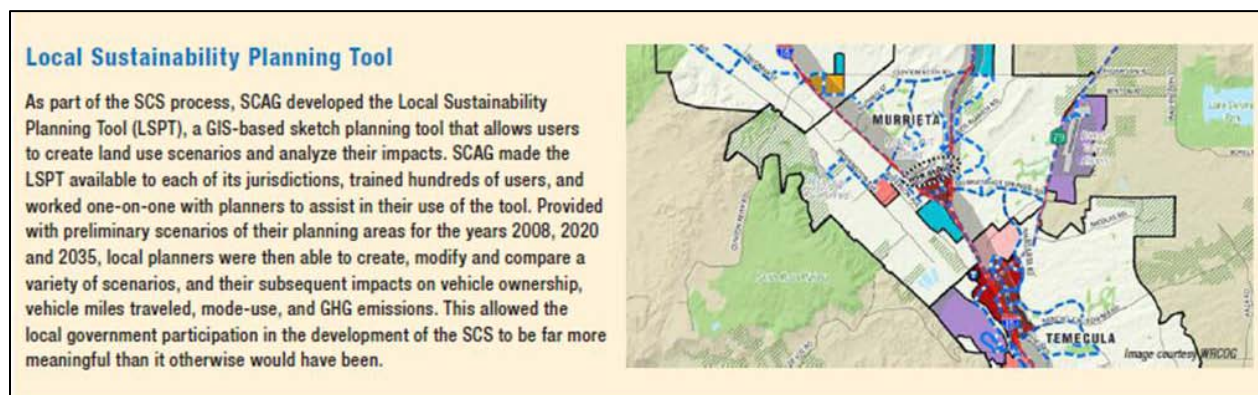 Local Sustainability Planning Tool
As part of the SCS process, SCAG developed the Local Sustainability
Planning Tool (LSPT), a GIS-based sketch planning tool that allows users
to create land use scenarios and analyze their impacts. SCAG made the
LSPT available to each of its jurisdictions, trained hundreds of users, and
worked one-on-one with planners to assist in their use of the tool. Provided
with preliminary scenarios of their planning areas for the years 2008, 2020
and 2035, local planners were then able to create, modify and compare a
variety of scenarios, and their subsequent impacts on vehicle ownership,
vehicle miles traveled, mode-use, and GHG emissions. This allowed the
local government participation in the development of the SCS to be far more
meaningful than it otherwise would have been.
MURRIETA
79
NICOLAS RD
TEMECULA
Image courtesy WRCOG